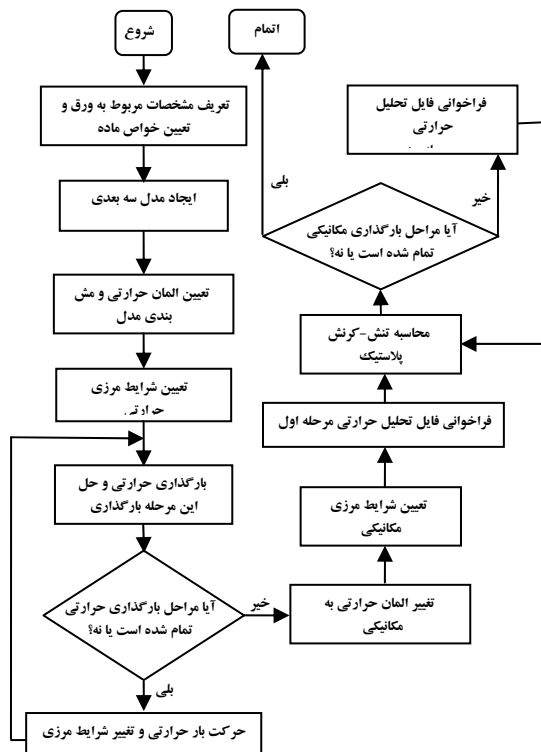 شروع
تعریف مشخصات مربوط به ورق و
تعیین خواص ماده
ایجاد مدل سه بعدی
تعیین المان حرارتی و مش
بندی مدل
تعیین شرایط مرزی
حرارتی
بارگذاری حرارتی و حل
این مرحله بارگذاری
آیا مراحل بارگذاری حرارتی
تمام شده است یا نه؟
خیر
بلی
حرکت بار حرارتی و تغییر شرایط مرزی
تغییر المان حرارتی به
مکانیکی
تعیین شرایط مرزی
مکانیکی
فراخوانی فایل تحلیل حرارتی مرحله اول
محاسبه تنش-کرنش
پلاستیک
آیا مراحل بارگذاری مکانیکی
تمام شده است یا نه؟
بلی
خیر
فراخوانی فایل تحلیل
حرارتی
اتمام